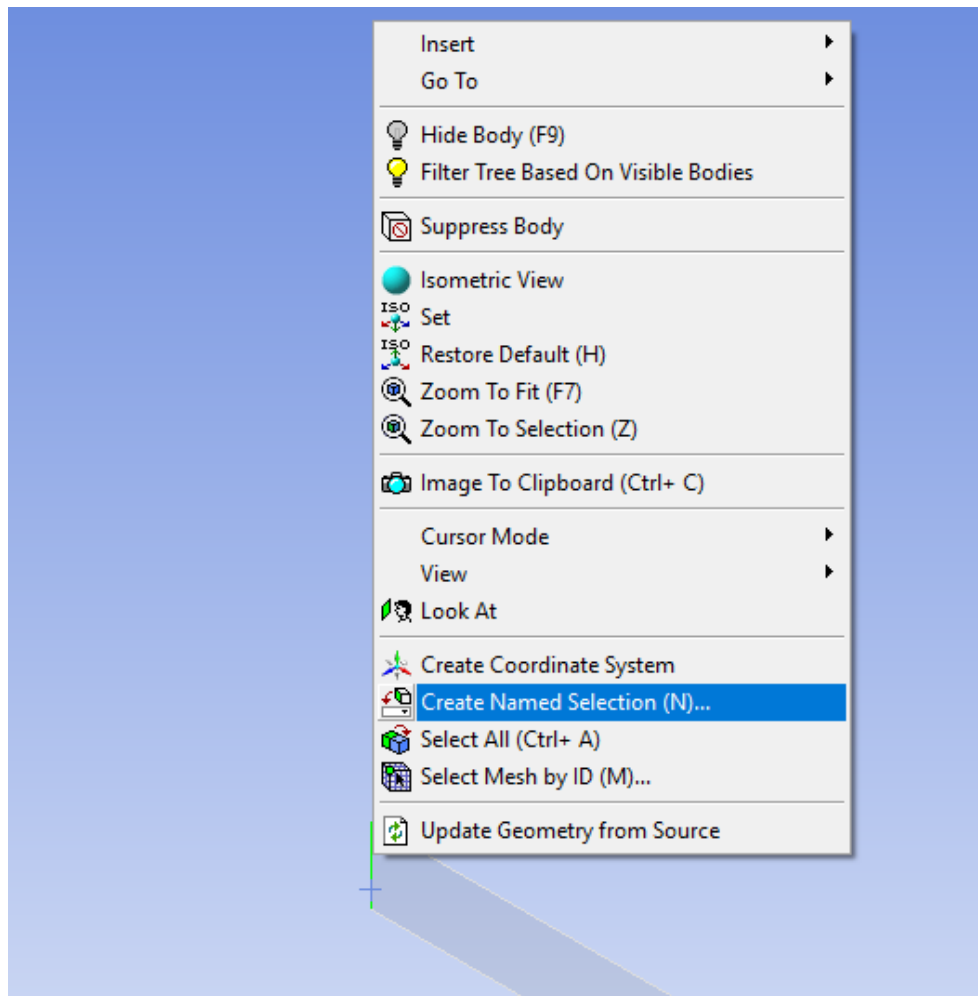 Insert
Go To
Hide Body (F9)
Filter Tree Based On Visible Bodies
Suppress Body
Isometric View
ISO
Set
ISO
Restore Default (H)
Zoom To Fit (F7)
Zoom To Selection (Z)
Image To Clipboard (Ctrl+ C)
Cursor Mode
View
Look At
Create Coordinate System
Create Named Selection (N)...
Select All (Ctrl+ A)
Select Mesh by ID (M)...
Update Geometry from Source